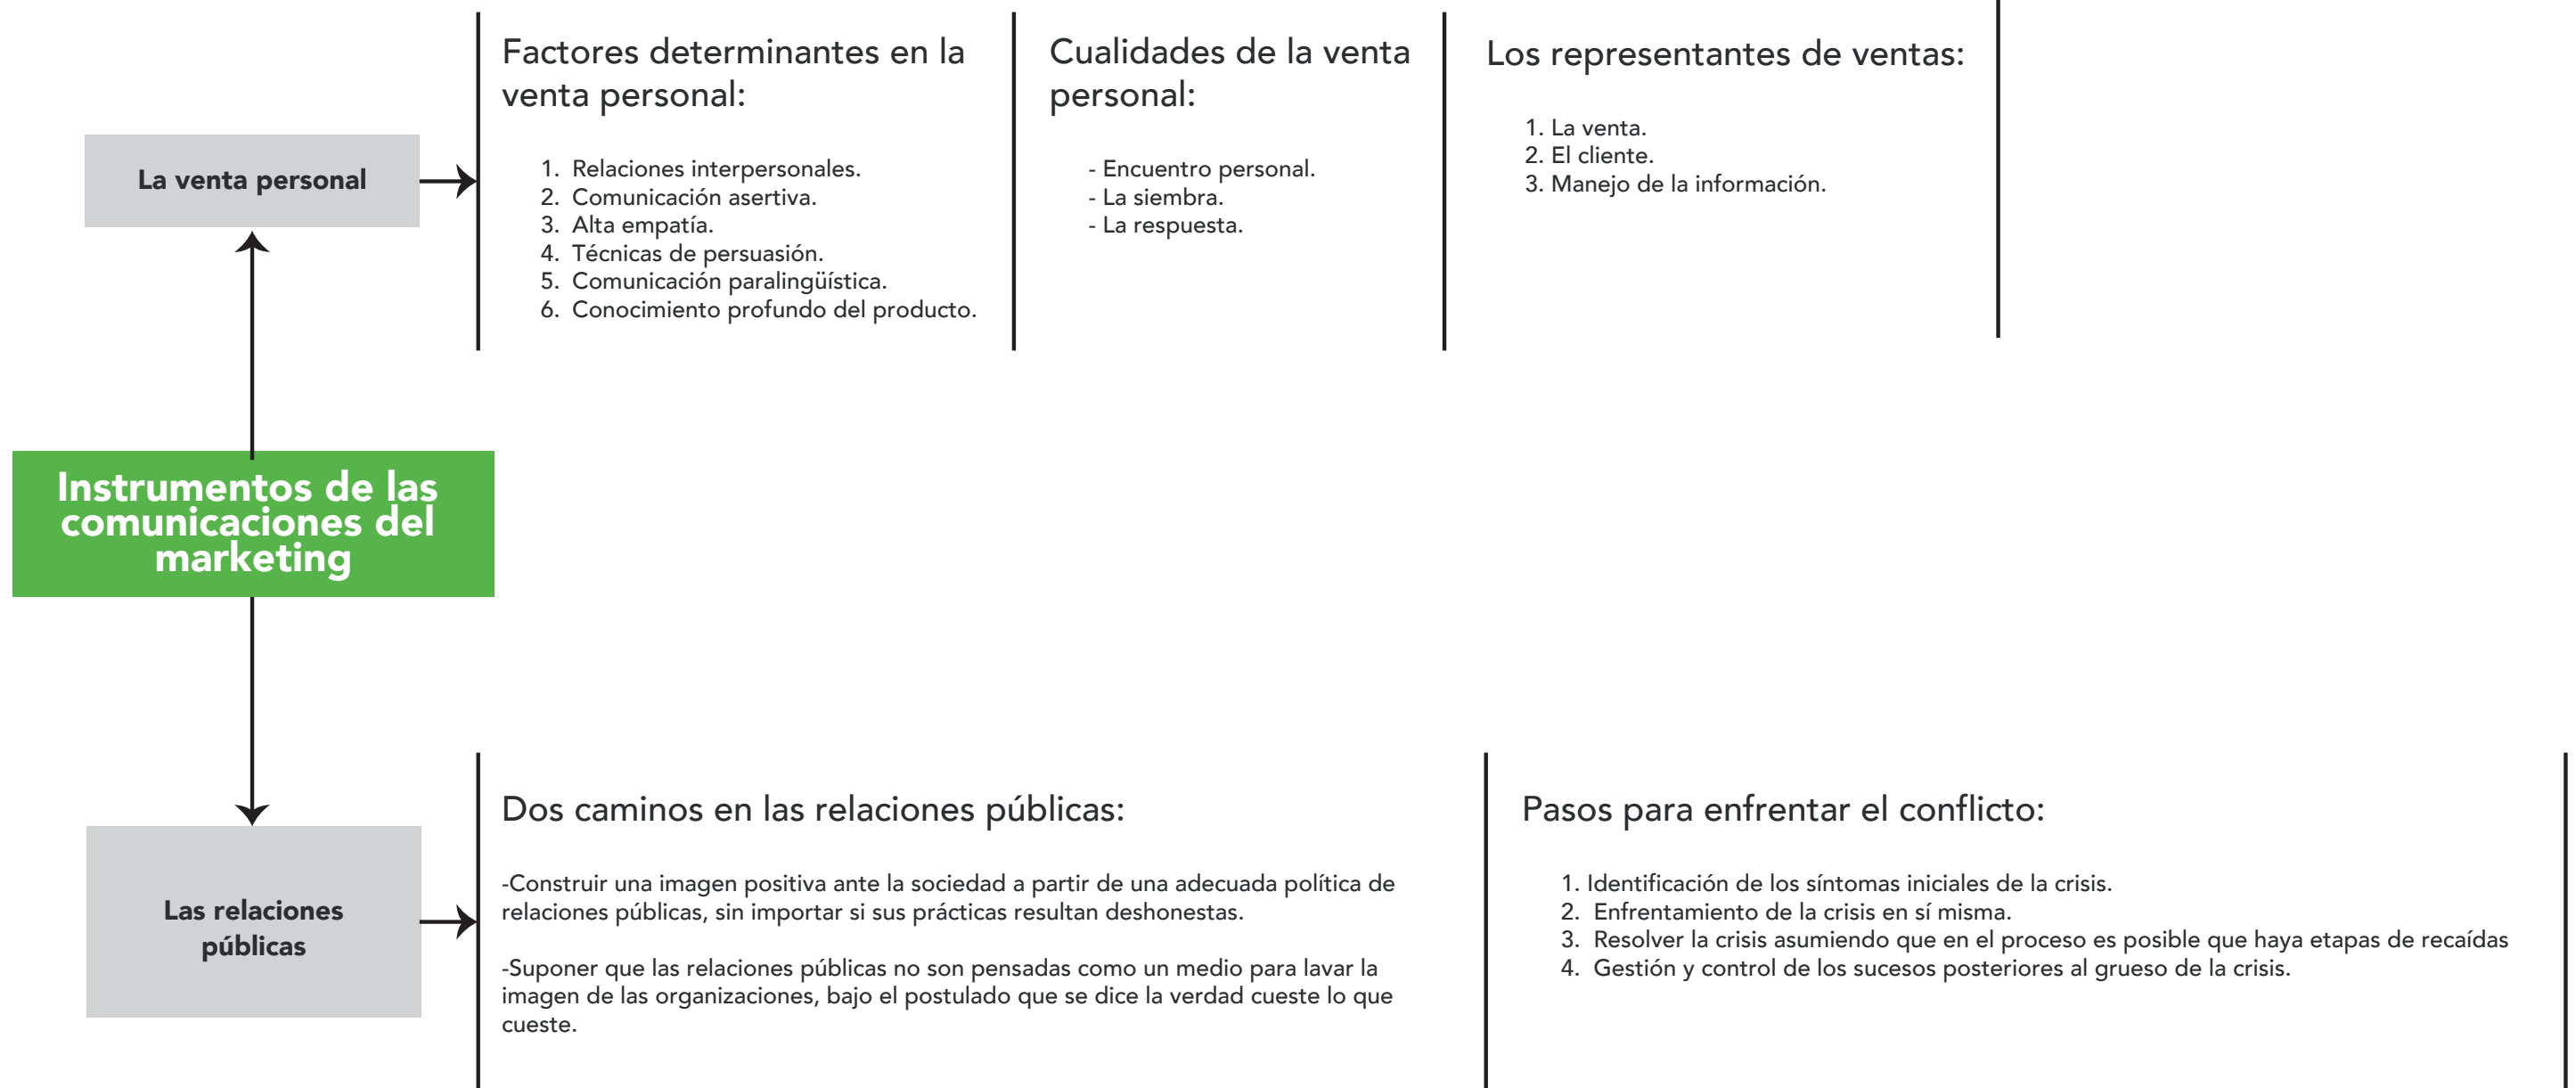 Factores determinantes en la
venta personal:
1. Relaciones interpersonales.
2. Comunicación asertiva.
3. Alta empatía.
4. Técnicas de persuasión.
5. Comunicación paralingüística.
6. Conocimiento profundo del producto.
Cualidades de la venta
personal:
- Encuentro personal.
- La siembra.
- La respuesta.
Los representantes de ventas:
1. La venta.
2. El cliente.
3. Manejo de la información.
La venta personal
Instrumentos de las
comunicaciones del
marketing
Las relaciones
públicas
Dos caminos en las relaciones públicas:
-Construir una imagen positiva ante la sociedad a partir de una adecuada política de
relaciones públicas, sin importar si sus prácticas resultan deshonestas.
-Suponer que las relaciones públicas no son pensadas como un medio para lavar la
imagen de las organizaciones, bajo el postulado que se dice la verdad cueste lo que
cueste.
Pasos para enfrentar el conflicto:
1. Identificación de los síntomas iniciales de la crisis.
2. Enfrentamiento de la crisis en sí misma.
3. Resolver la crisis asumiendo que en el proceso es posible que haya etapas de recaídas
4. Gestión y control de los sucesos posteriores al grueso de la crisis.